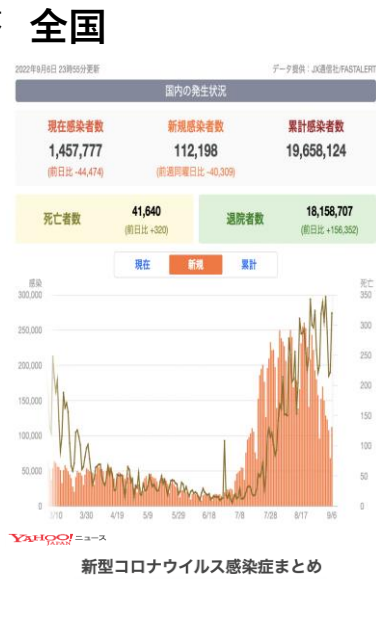 全国
2022年9月6日 23時55分更新 データ提供：JX通信社/FASTALERT
国内の発生状況
現在感染者数 新規感染者数 累計感染者数
1,457,777 112,198 19,658,124
(前日比 -44,474) (前週同曜日比 -40,309)
死亡者数 41,640 退院者数 18,158,707
(前日比 +320) (前日比 +156,352)
現在 新規 累計
感染 死亡
300,000 350
250,000 300
200,000 250
150,000 200
100,000 150
50,000 100
0 50
0
3/10 3/30 4/19 5/9 5/29 6/18 7/8 7/28 8/17 9/6
YAHOO! ニュース
JAPAN
新型コロナウイルス感染症まとめ